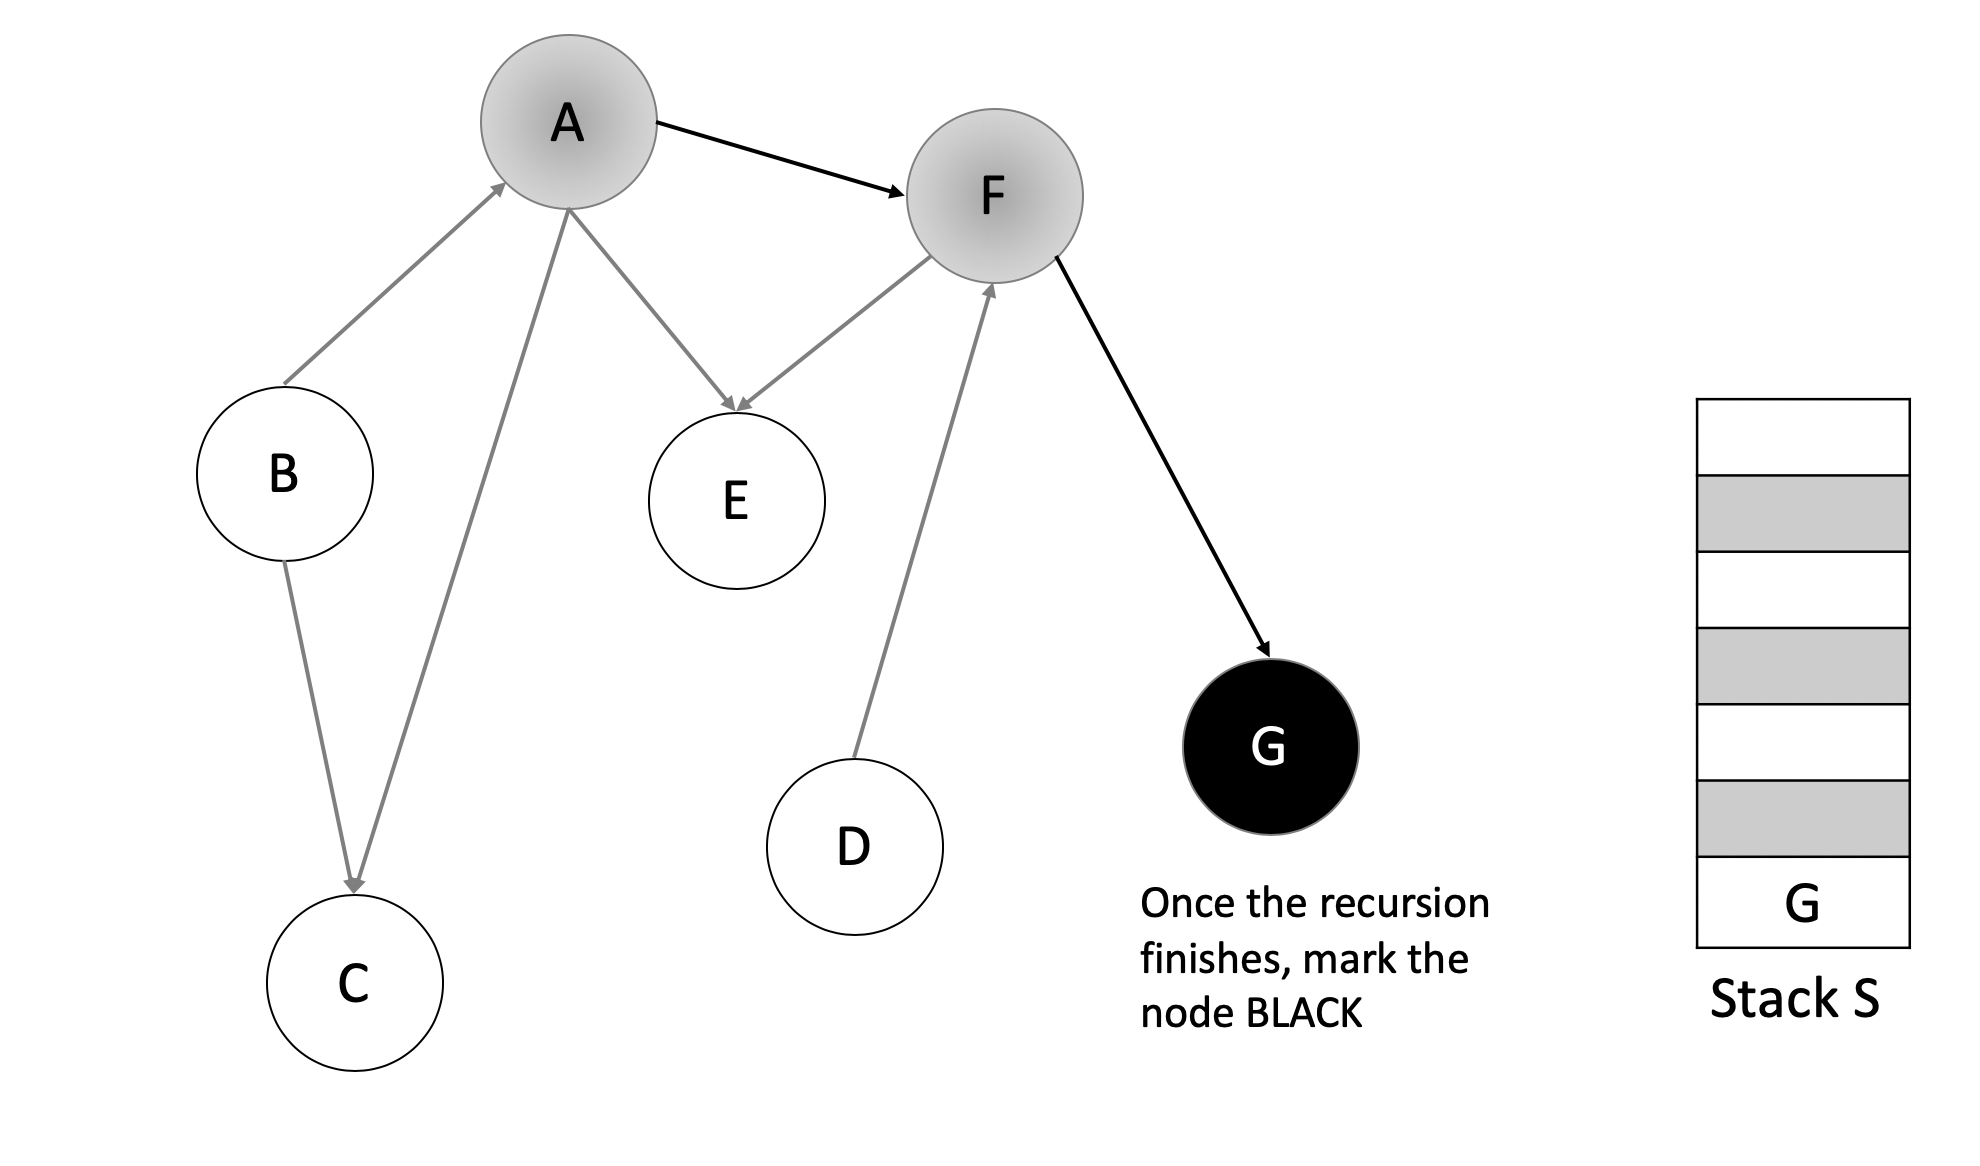 A
F
B
E
G
D
C
Once the recursion
finishes, mark the
node BLACK
G
Stack S